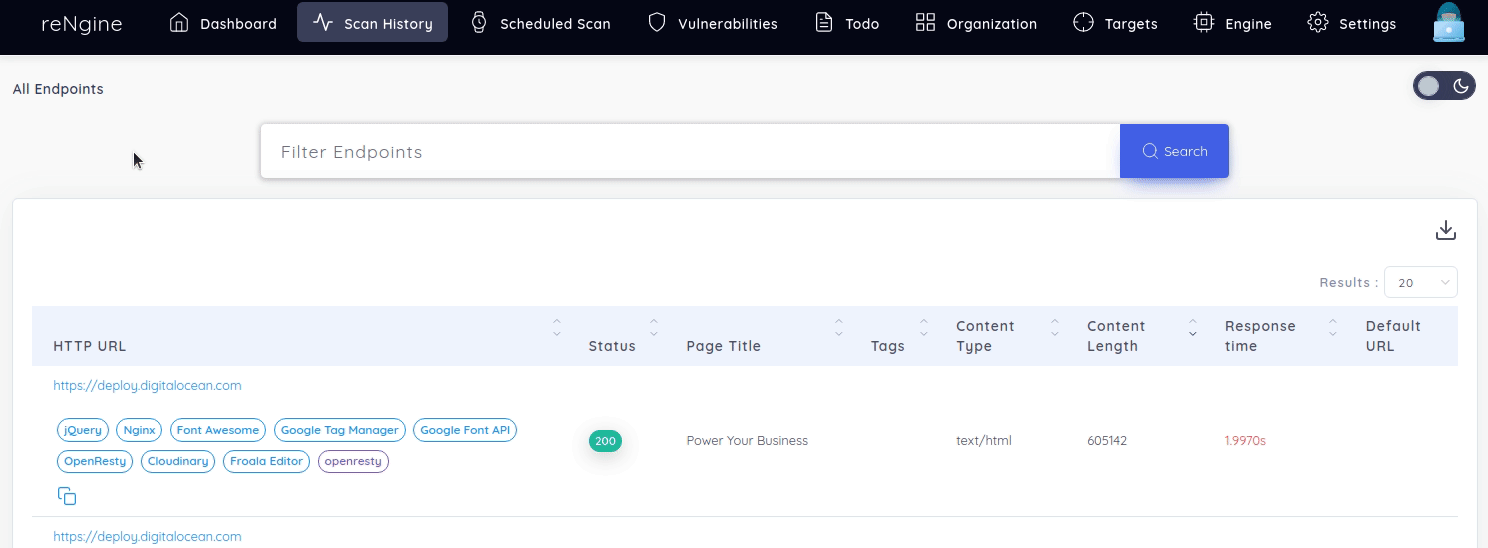 reNgine Dashboard Scan History Scheduled Scan Vulnerabilities Todo Organization Targets Engine Settings
All Endpoints
Filter Endpoints Search
Results : 20
HTTP URL Status Page Title Tags Content Type Content Length Response time Default URL
https://deploy.digitalocean.com
jQuery Nginx Font Awesome Google Tag Manager Google Font API
200 Power Your Business text/html 605142 1.9970s
OpenResty Cloudinary Froala Editor openresty
https://deploy.digitalocean.com